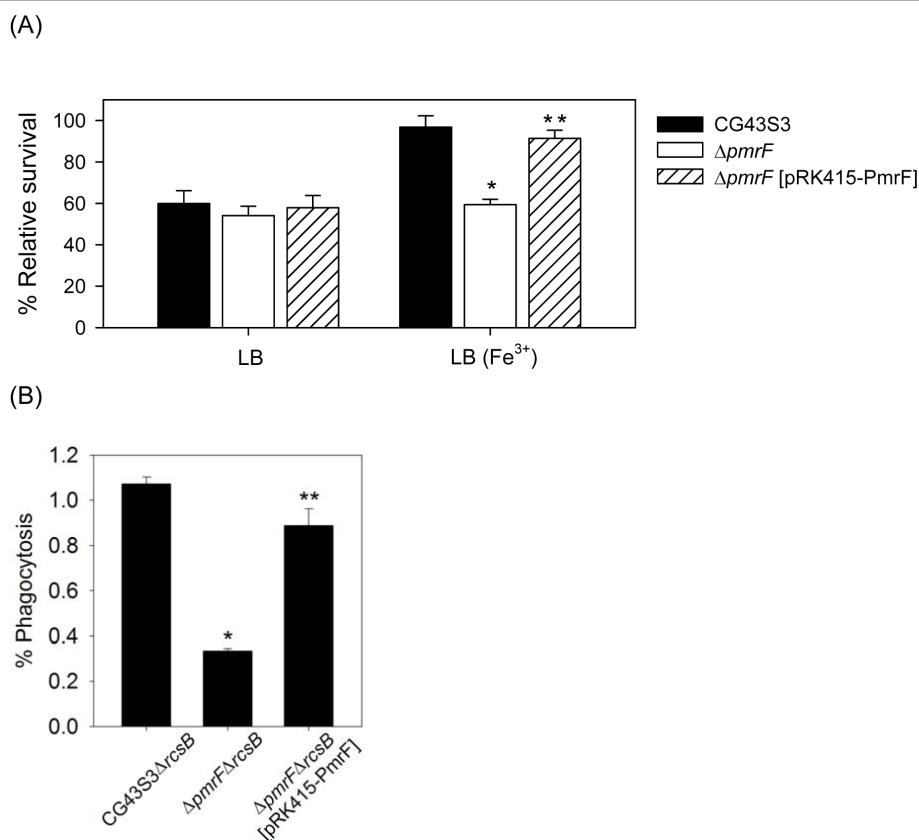 (A)
% Relative survival
100
80
60
40
20
0
*
**
LB
LB (Fe³⁺)
CG43S3
ΔpmrF
ΔpmrF [pRK415-PmrF]
(B)
% Phagocytosis
1.2
1.0
0.8
0.6
0.4
0.2
0.0
*
**
CG43S3ΔrcsB
ΔpmrFΔrcsB
ΔpmrFΔrcsB
[pRK415-PmrF]